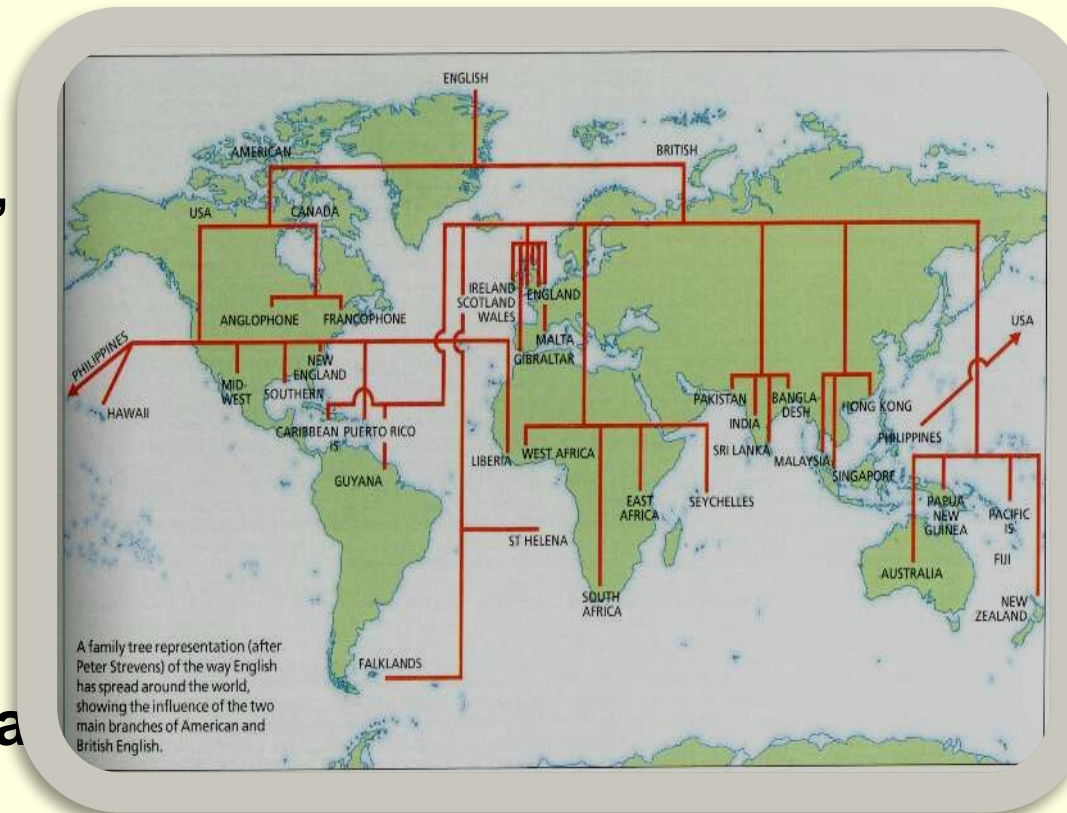 ENGLISH
AMERICAN
BRITISH
USA
CANADA
IRELAND
SCOTLAND
WALES
ENGLAND
ANGLOPHONE
FRANCOPHONE
MALTA
GIBRALTAR
USA
PHILIPPINES
HAWAII
MID-
WEST
SOUTHERN
NEW
ENGLAND
CARIBBEAN
IS
PUERTO RICO
GUYANA
LIBERIA
WEST AFRICA
EAST
AFRICA
SEYCHELLES
PAKISTAN
INDIA
SRI LANKA
BANGLA-
DESH
MALAYSIA
SINGAPORE
HONG KONG
PHILIPPINES
ST HELENA
SOUTH
AFRICA
PAPUA
NEW
GUINEA
PACIFIC
IS
FIJI
AUSTRALIA
NEW
ZEALAND
FALKLANDS
A family tree representation (after
Peter Strevens) of the way English
has spread around the world,
showing the influence of the two
main branches of American and
British English.
,
a